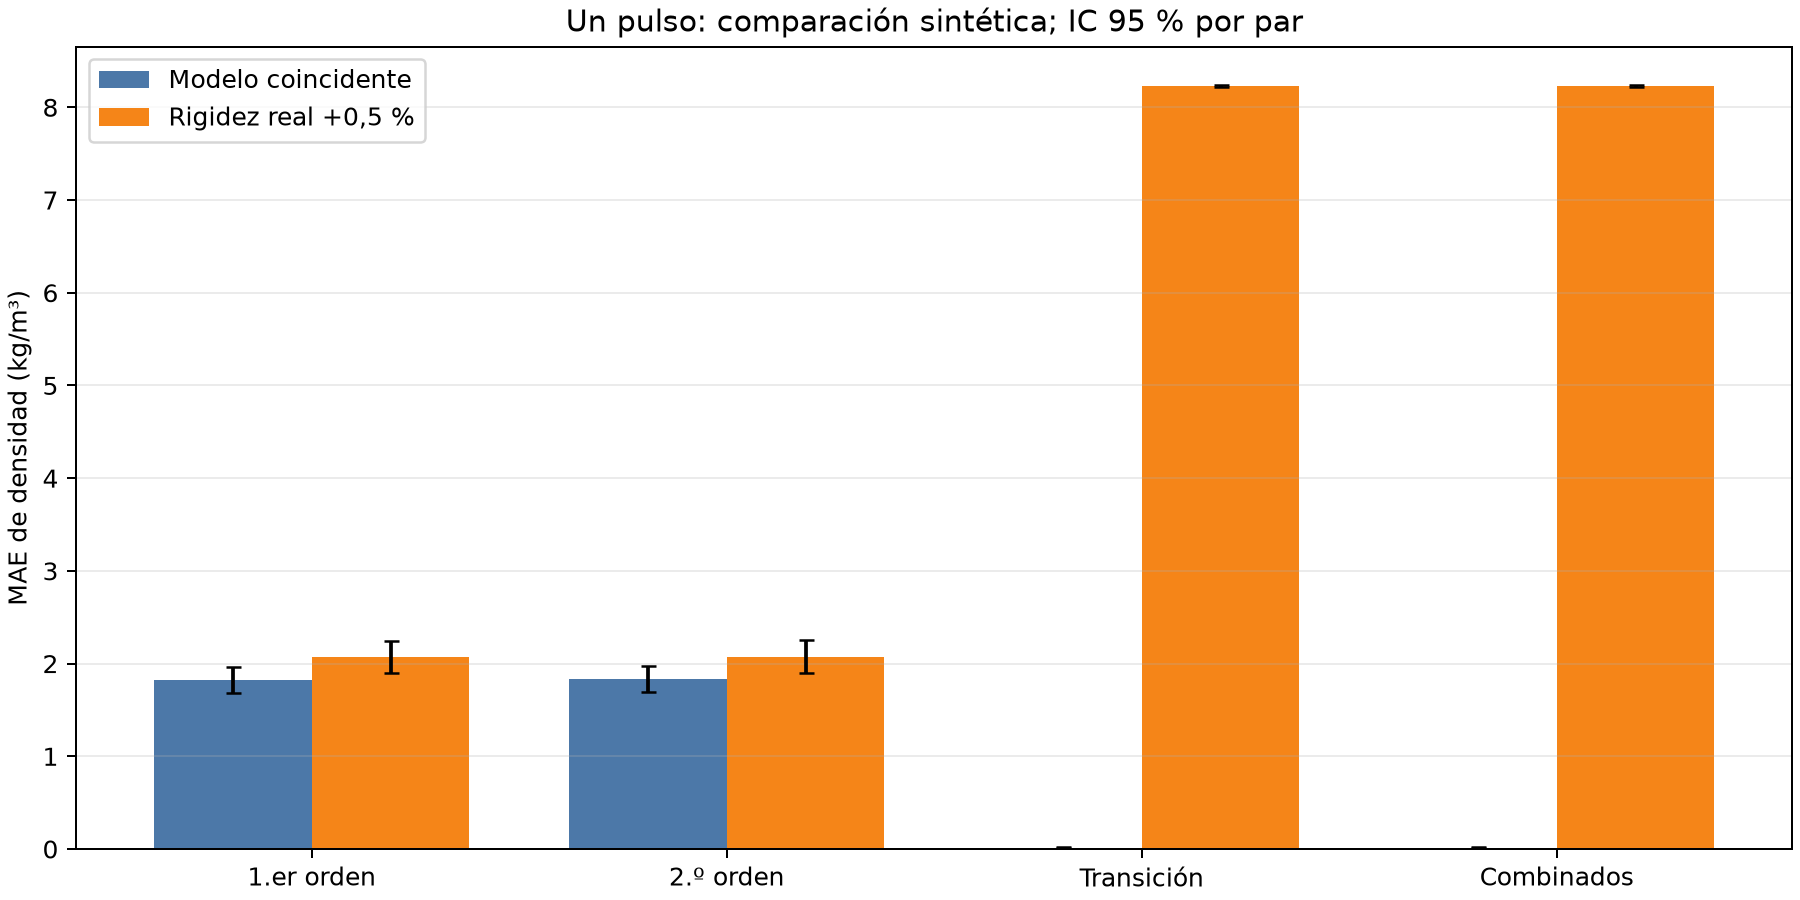 Un pulso: comparación sintética; IC 95 % por par
Modelo coincidente
Rigidez real +0,5 %
MAE de densidad (kg/m³)
8
7
6
5
4
3
2
1
0
1.er orden
2.º orden
Transición
Combinados